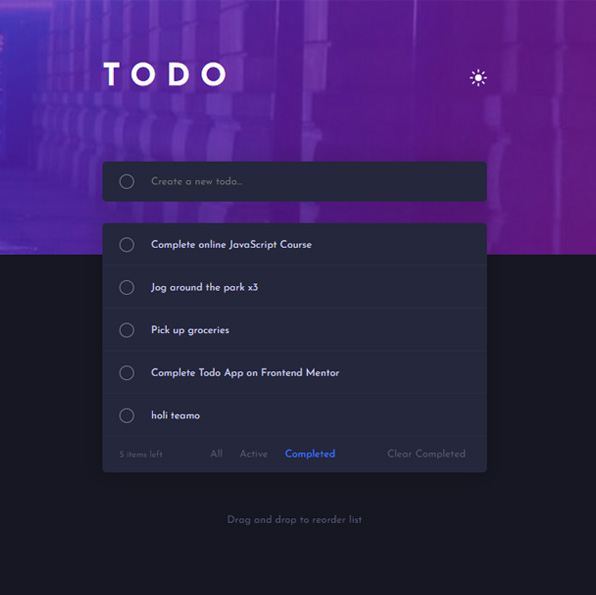 TODO
Create a new todo...
Complete online JavaScript Course
Jog around the park x3
Pick up groceries
Complete Todo App on Frontend Mentor
holi teamo
5 items left All Active Completed Clear Completed
Drag and drop to reorder list